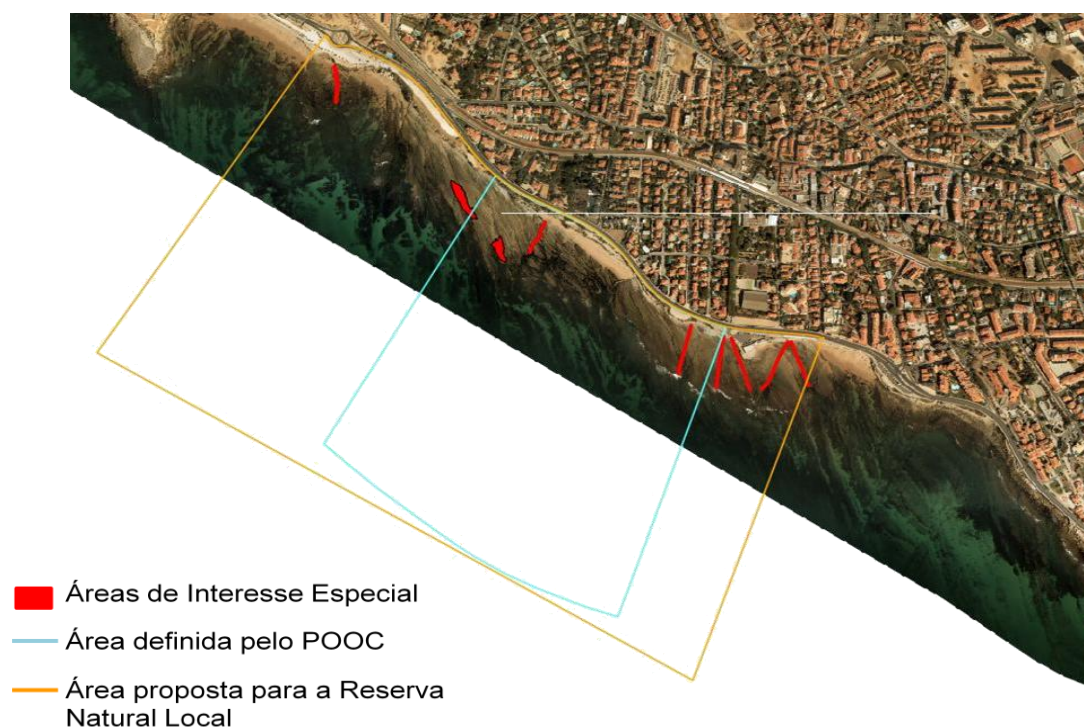 Áreas de Interesse Especial
Área definida pelo POOC
Área proposta para a Reserva
Natural Local